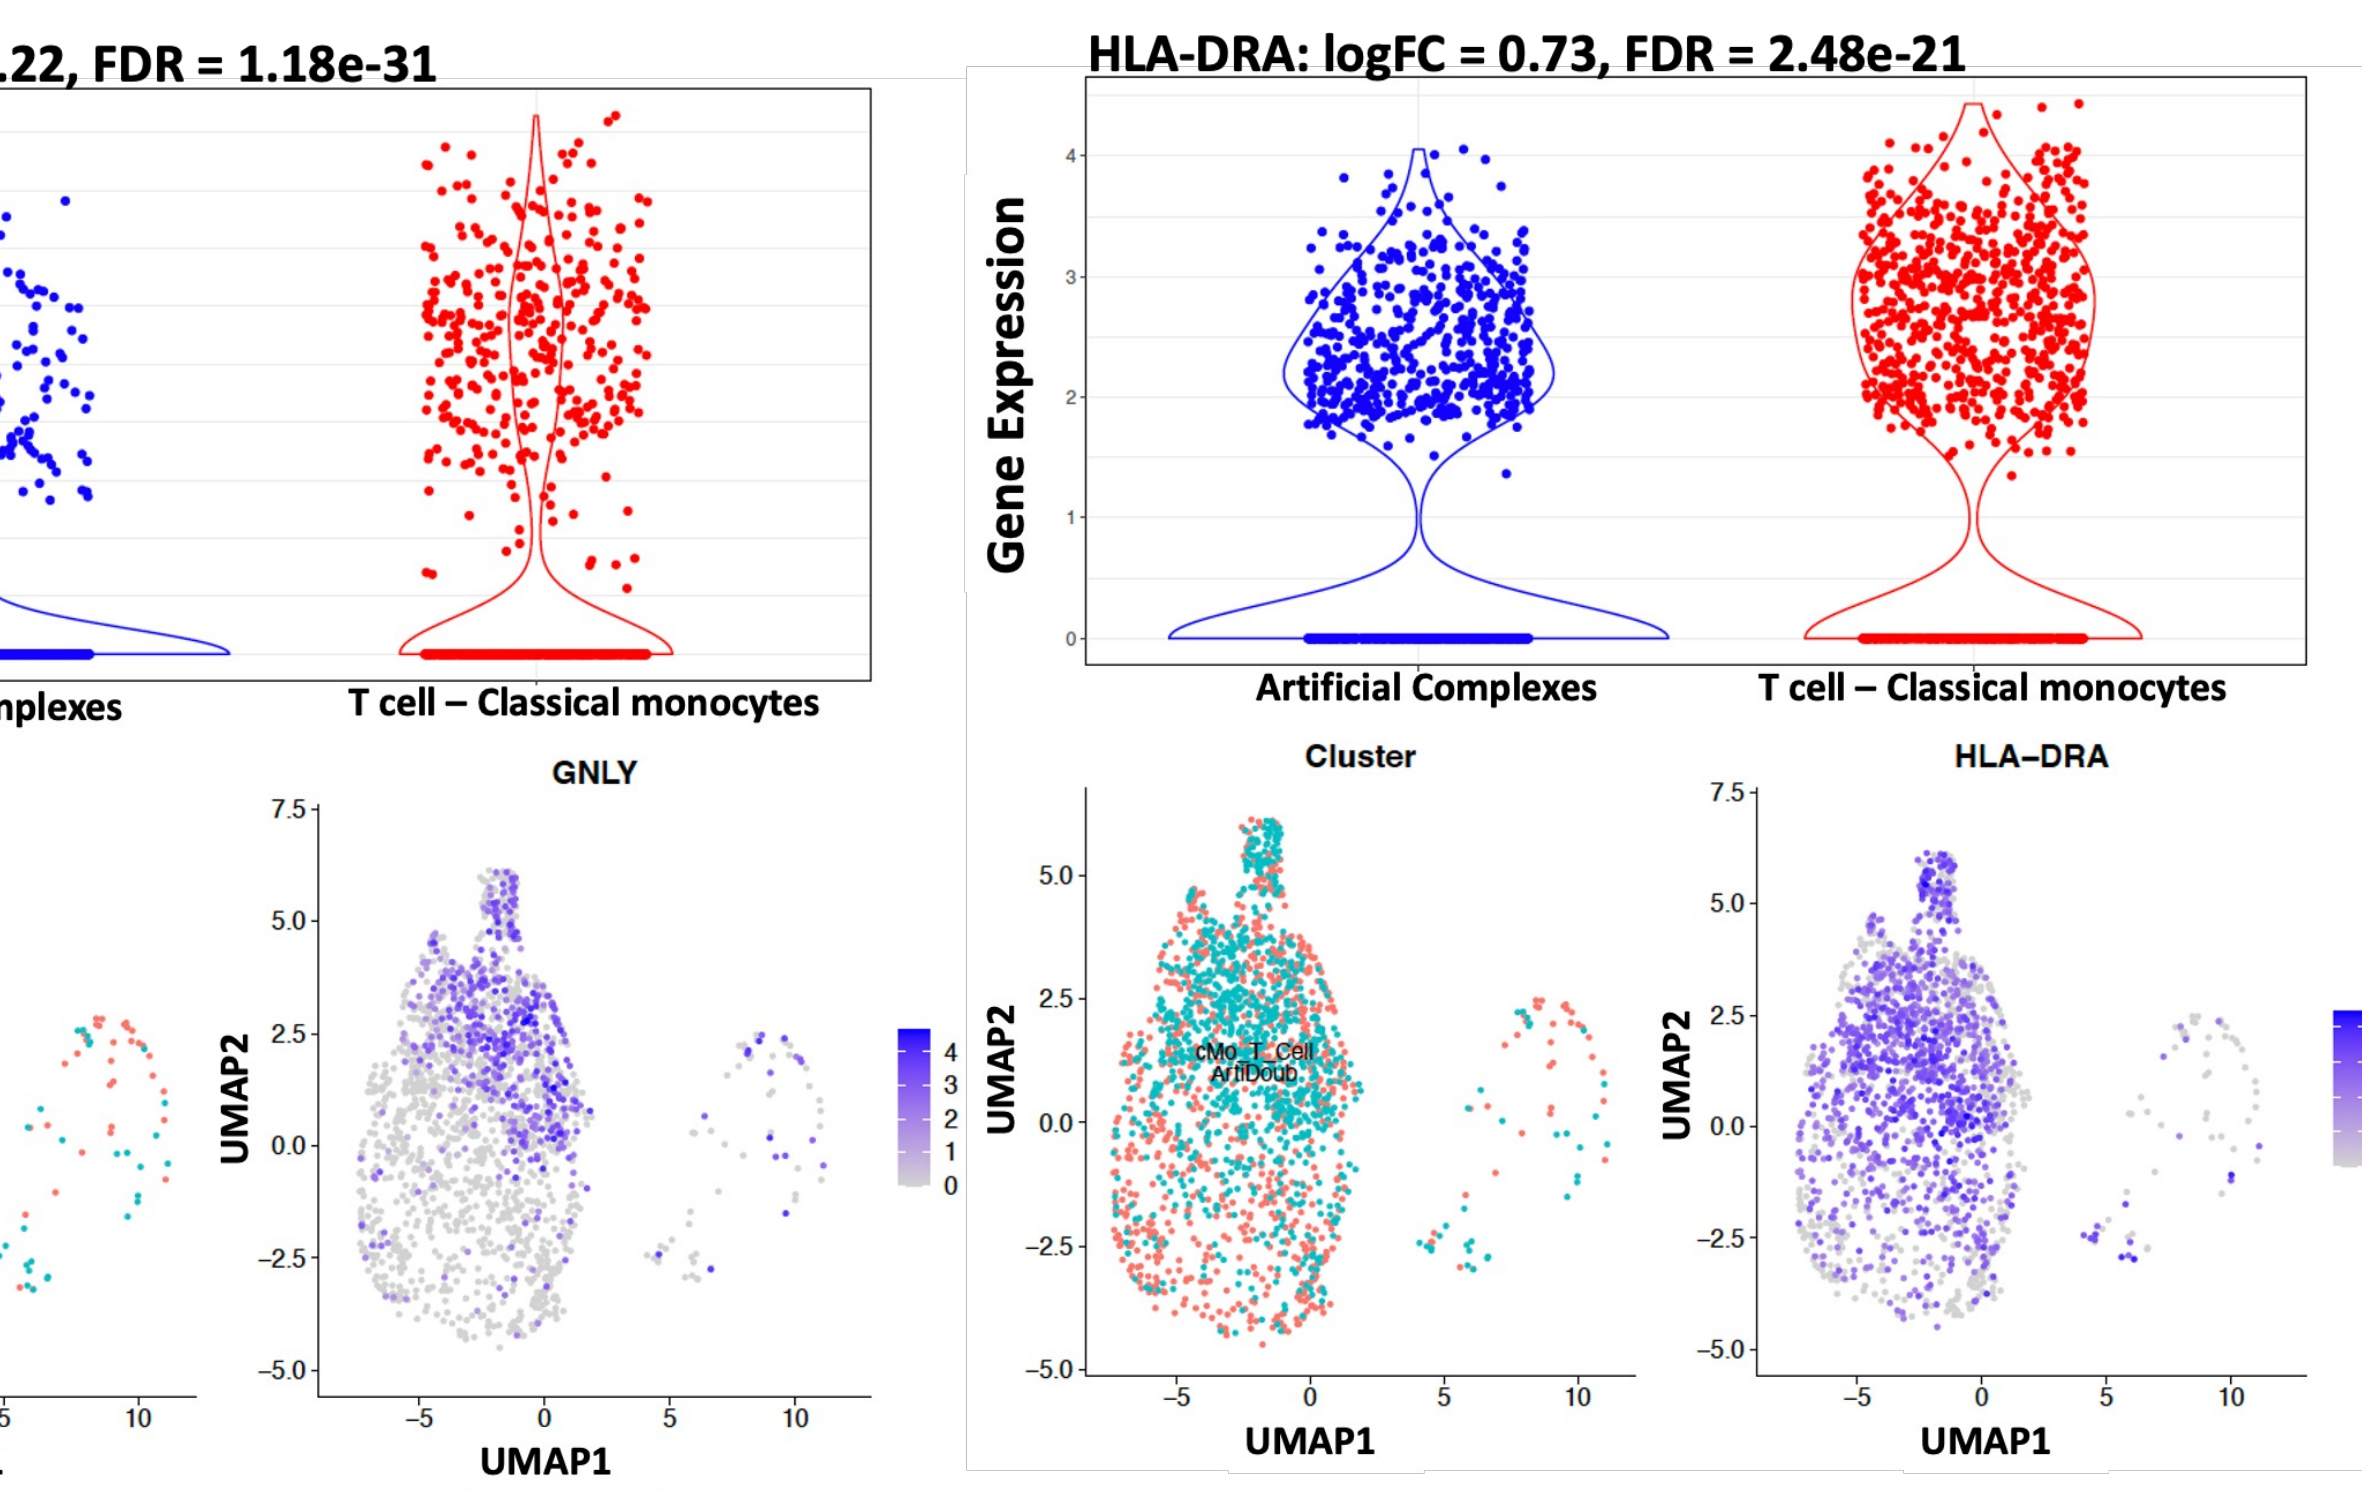 .22, FDR = 1.18e-31
mplexes
T cell – Classical monocytes
GNLY
7.5
5.0
2.5
0.0
−2.5
−5.0
UMAP2
−5 0 5 10
UMAP1
4
3
2
1
0
5 10
HLA-DRA: logFC = 0.73, FDR = 2.48e-21
Gene Expression
4
3
2
1
0
Artificial Complexes
T cell – Classical monocytes
Cluster
5.0
2.5
0.0
−2.5
−5.0
UMAP2
cMo_T_Cell
ArtiDoub
−5 0 5 10
UMAP1
HLA−DRA
7.5
5.0
2.5
0.0
−2.5
−5.0
UMAP2
−5 0 5 10
UMAP1